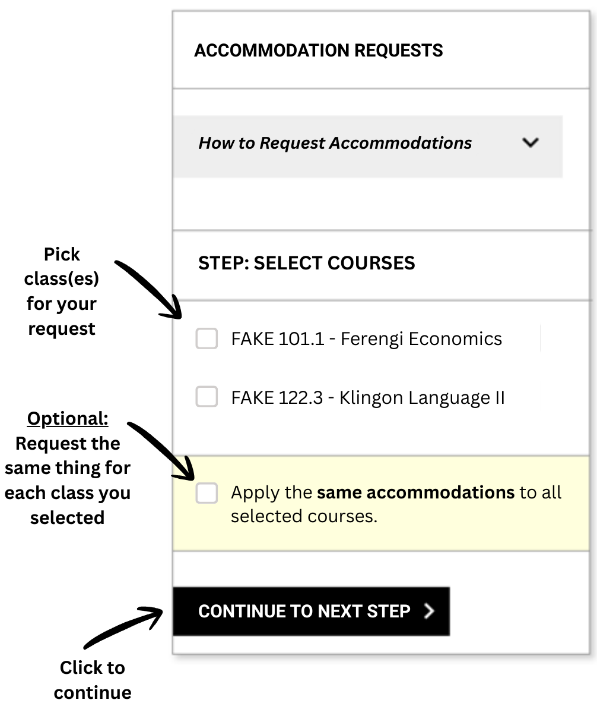 ACCOMMODATION REQUESTS
How to Request Accommodations
STEP: SELECT COURSES
Pick
class(es)
for your
request
FAKE 101.1 - Ferengi Economics
FAKE 122.3 - Klingon Language II
Optional:
Request the
same thing for
each class you
selected
Apply the same accommodations to all
selected courses.
CONTINUE TO NEXT STEP
Click to
continue